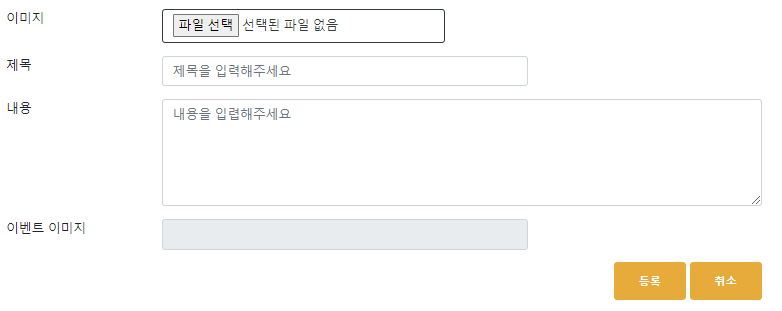 이미지
파일 선택 선택된 파일 없음
제목
제목을 입력해주세요
내용
내용을 입렵해주세요
이벤트 이미지
등록 취소